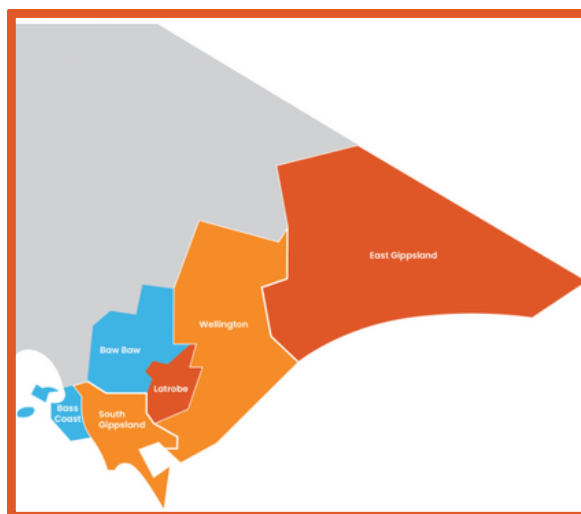 East Gippsland
Wellington
Baw Baw
Latrobe
Bass
Coast
South
Gippsland